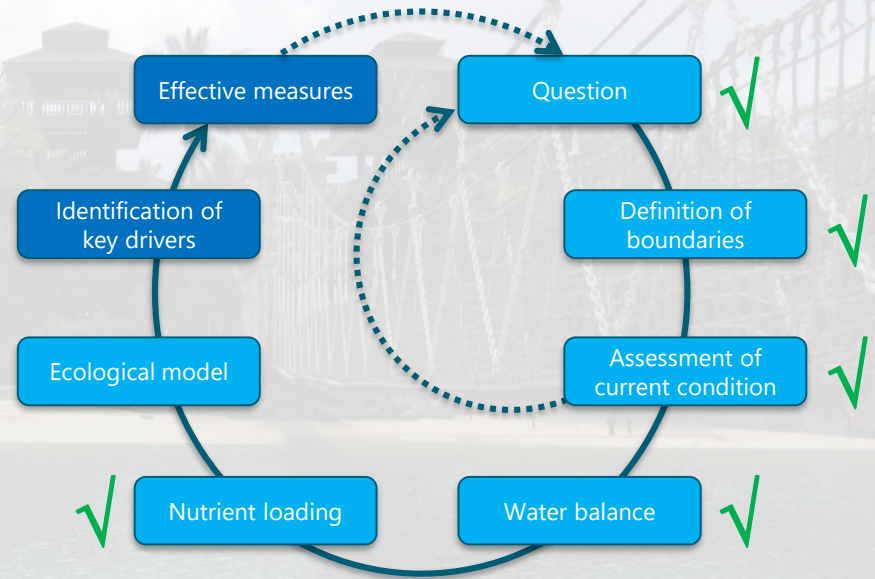 Effective measures
Question
Identification of
key drivers
Definition of
boundaries
Ecological model
Assessment of
current condition
Nutrient loading
Water balance